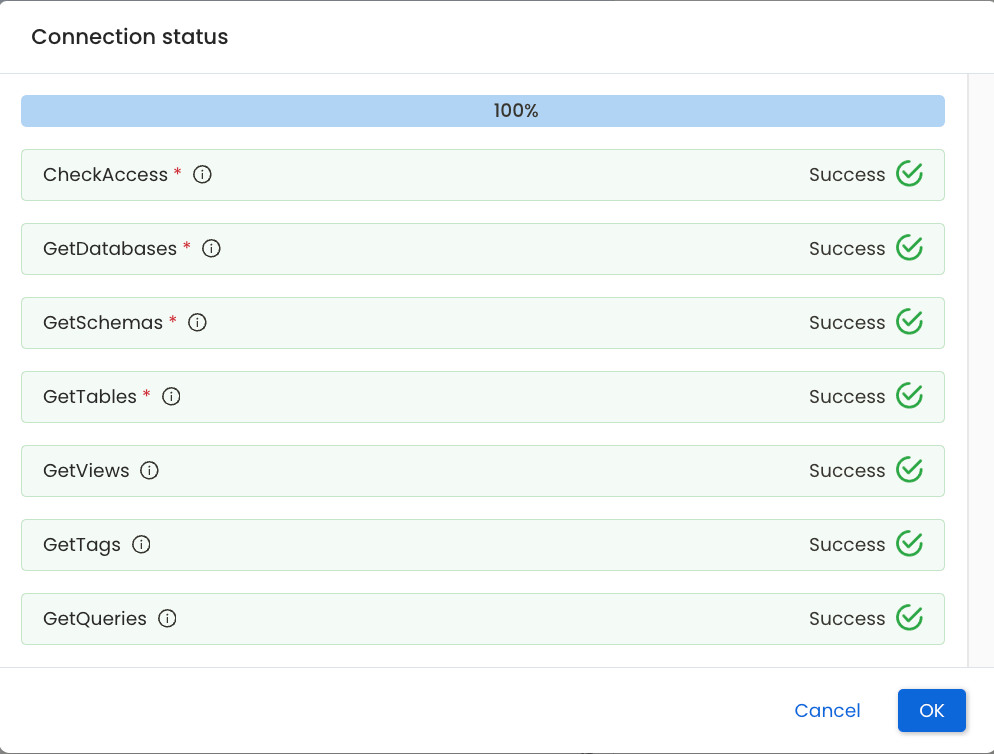 Connection status
100%
CheckAccess * Success
GetDatabases * Success
GetSchemas * Success
GetTables * Success
GetViews Success
GetTags Success
GetQueries Success
Cancel OK